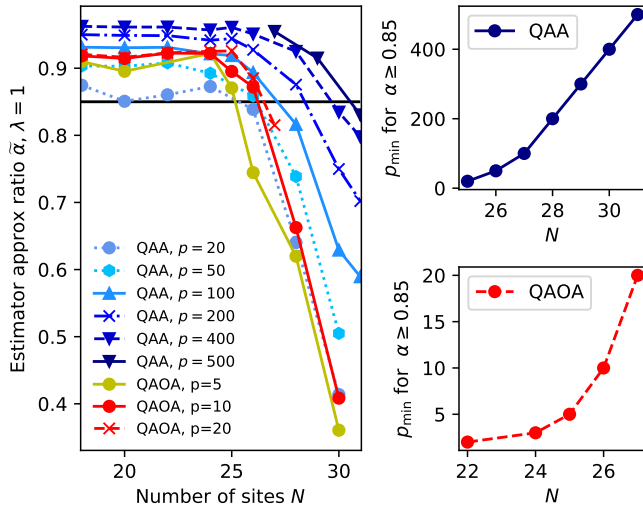 Estimator approx ratio α̃, λ = 1
0.9
0.8
0.7
0.6
0.5
0.4
QAA, p = 20
QAA, p = 50
QAA, p = 100
QAA, p = 200
QAA, p = 400
QAA, p = 500
QAOA, p=5
QAOA, p=10
QAOA, p=20
20
25
30
Number of sites N
p_min for α ≥ 0.85
400
200
0
QAA
26
28
30
N
p_min for α ≥ 0.85
20
15
10
5
QAOA
22
24
26
N